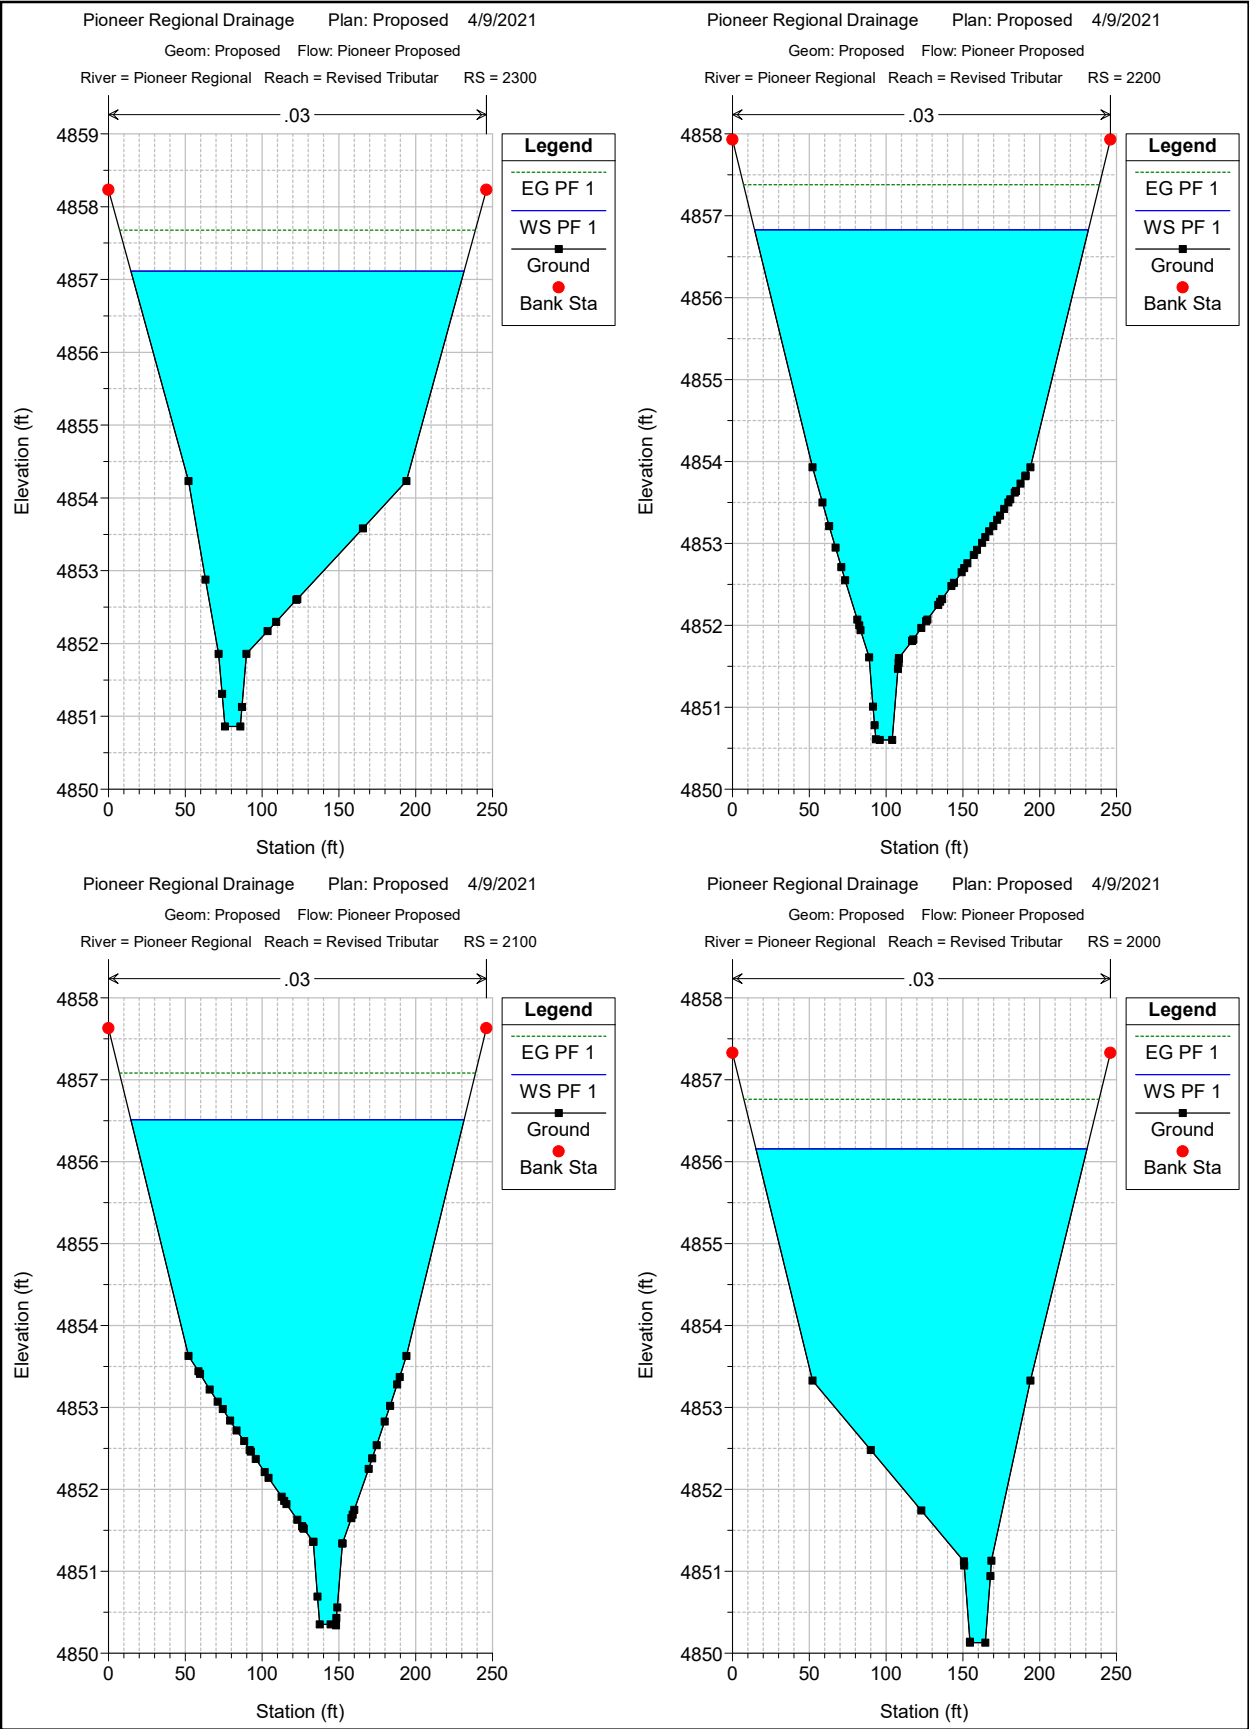 Pioneer Regional Drainage Plan: Proposed 4/9/2021
Geom: Proposed Flow: Pioneer Proposed
River = Pioneer Regional Reach = Revised Tributar RS = 2300
.03
4859
4858
4857
4856
4855
4854
4853
4852
4851
4850
0 50 100 150 200 250
Station (ft)
Elevation (ft)
Legend
EG PF 1
WS PF 1
Ground
Bank Sta
Pioneer Regional Drainage Plan: Proposed 4/9/2021
Geom: Proposed Flow: Pioneer Proposed
River = Pioneer Regional Reach = Revised Tributar RS = 2200
.03
4858
4857
4856
4855
4854
4853
4852
4851
4850
0 50 100 150 200 250
Station (ft)
Elevation (ft)
Legend
EG PF 1
WS PF 1
Ground
Bank Sta
Pioneer Regional Drainage Plan: Proposed 4/9/2021
Geom: Proposed Flow: Pioneer Proposed
River = Pioneer Regional Reach = Revised Tributar RS = 2100
.03
4858
4857
4856
4855
4854
4853
4852
4851
4850
0 50 100 150 200 250
Station (ft)
Elevation (ft)
Legend
EG PF 1
WS PF 1
Ground
Bank Sta
Pioneer Regional Drainage Plan: Proposed 4/9/2021
Geom: Proposed Flow: Pioneer Proposed
River = Pioneer Regional Reach = Revised Tributar RS = 2000
.03
4858
4857
4856
4855
4854
4853
4852
4851
4850
0 50 100 150 200 250
Station (ft)
Elevation (ft)
Legend
EG PF 1
WS PF 1
Ground
Bank Sta